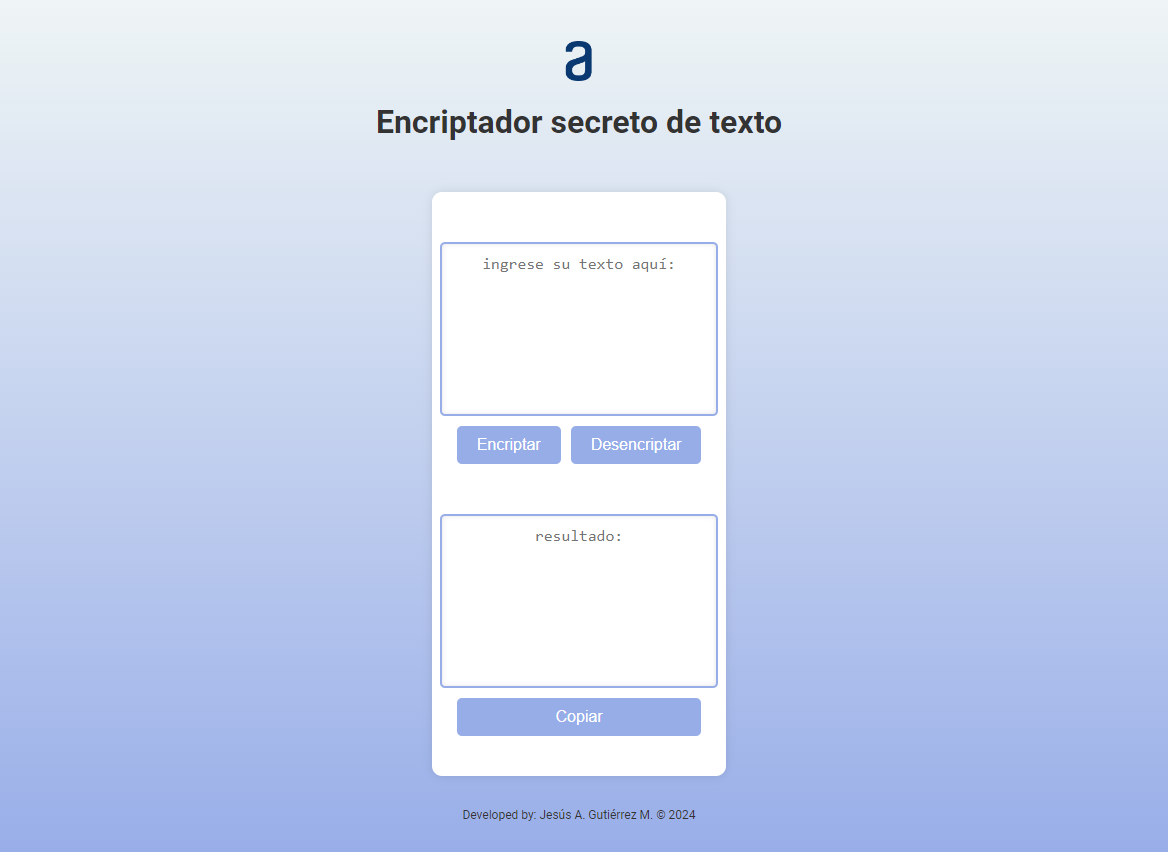 a
Encriptador secreto de texto
ingrese su texto aquí:
Encriptar Desencriptar
resultado:
Copiar
Developed by: Jesús A. Gutiérrez M. © 2024